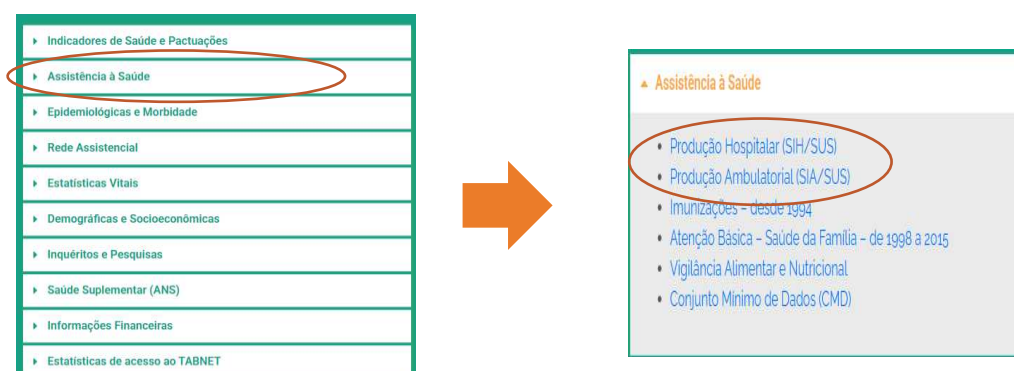 Indicadores de Saúde e Pactuações
Assistência à Saúde
Epidemiológicas e Morbidade
Rede Assistencial
Estatísticas Vitais
Demográficas e Socioeconômicas
Inquéritos e Pesquisas
Saúde Suplementar (ANS)
Informações Financeiras
Estatísticas de acesso ao TABNET
Assistência à Saúde
Produção Hospitalar (SIH/SUS)
Produção Ambulatorial (SIA/SUS)
Imunizações – desde 1994
Atenção Básica – Saúde da Família – de 1998 a 2015
Vigilância Alimentar e Nutricional
Conjunto Mínimo de Dados (CMD)